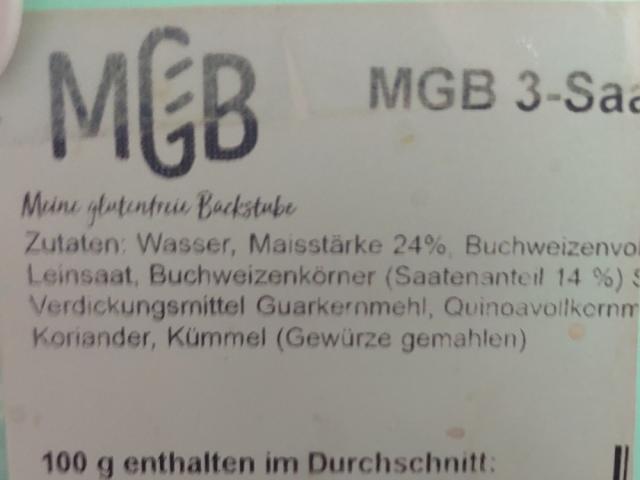 MGB
MGB 3-Saa
Meine glutenfreie Backstube
Zutaten: Wasser, Maisstärke 24%, Buchweizenvol
Leinsaat, Buchweizenkörner (Saatenanteil 14 %) S
Verdickungsmittel Guarkernmehl, Quinoavollkornm
Koriander, Kümmel (Gewürze gemahlen)
100 g enthalten im Durchschnitt: